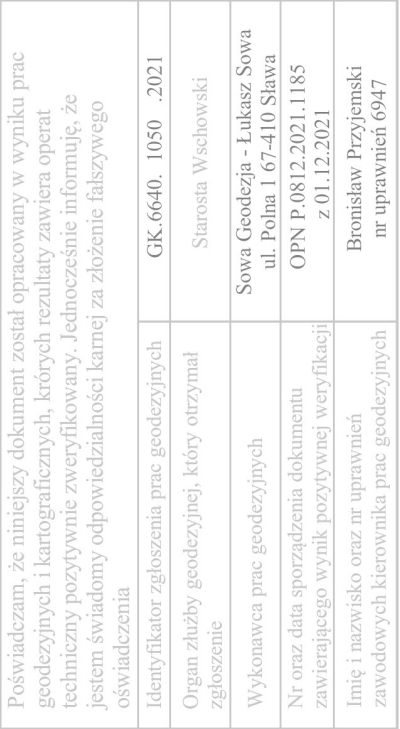 Poświadczam, że niniejszy dokument został opracowany w wyniku prac
geodezyjnych i kartograficznych, których rezultaty zawiera operat
techniczny pozytywnie zweryfikowany. Jednocześnie informuję, że
jestem świadomy odpowiedzialności karnej za złożenie fałszywego
oświadczenia
Identyfikator zgłoszenia prac geodezyjnych
GK.6640. 1050 .2021
Organ złużby geodezyjnej, który otrzymał
zgłoszenie
Starosta Wschowski
Wykonawca prac geodezyjnych
Sowa Geodezja - Łukasz Sowa
ul. Polna 1 67-410 Sława
Nr oraz data sporządzenia dokumentu
zawierającego wynik pozytywnej weryfikacji
OPN P.0812.2021.1185
z 01.12.2021
Imię i nazwisko oraz nr uprawnień
zawodowych kierownika prac geodezyjnych
Bronisław Przyjemski
nr uprawnień 6947